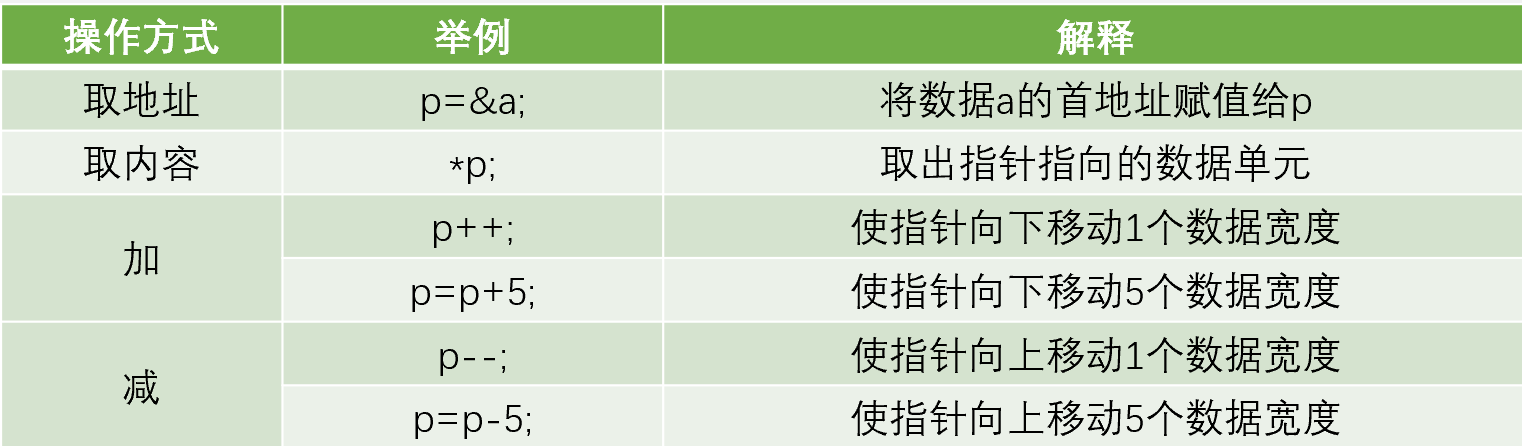 操作方式 举例 解释
取地址 p=&a; 将数据a的首地址赋值给p
取内容 *p; 取出指针指向的数据单元
加 p++; 使指针向下移动1个数据宽度
p=p+5; 使指针向下移动5个数据宽度
减 p--; 使指针向上移动1个数据宽度
p=p-5; 使指针向上移动5个数据宽度